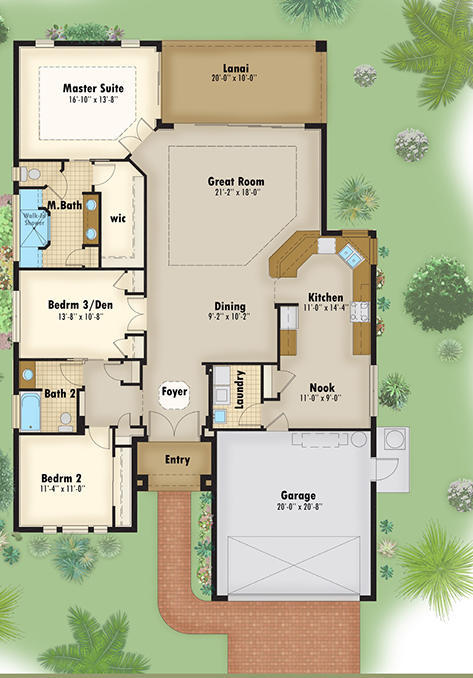 Lanai
20'-0" x 10'-0"
Master Suite
16'-10" x 13'-8"
Great Room
21'-2" x 18'-0"
M.Bath
Walk-In
Shower
wic
Kitchen
11'-0" x 14'-4"
Bedrm 3/Den
13'-8" x 10'-8"
Dining
9'-2" x 10'-2"
Nook
11'-0" x 9'-0"
Laundry
Foyer
Bath 2
Entry
Bedrm 2
11'-4" x 11'-0"
Garage
20'-0" x 20'-8"